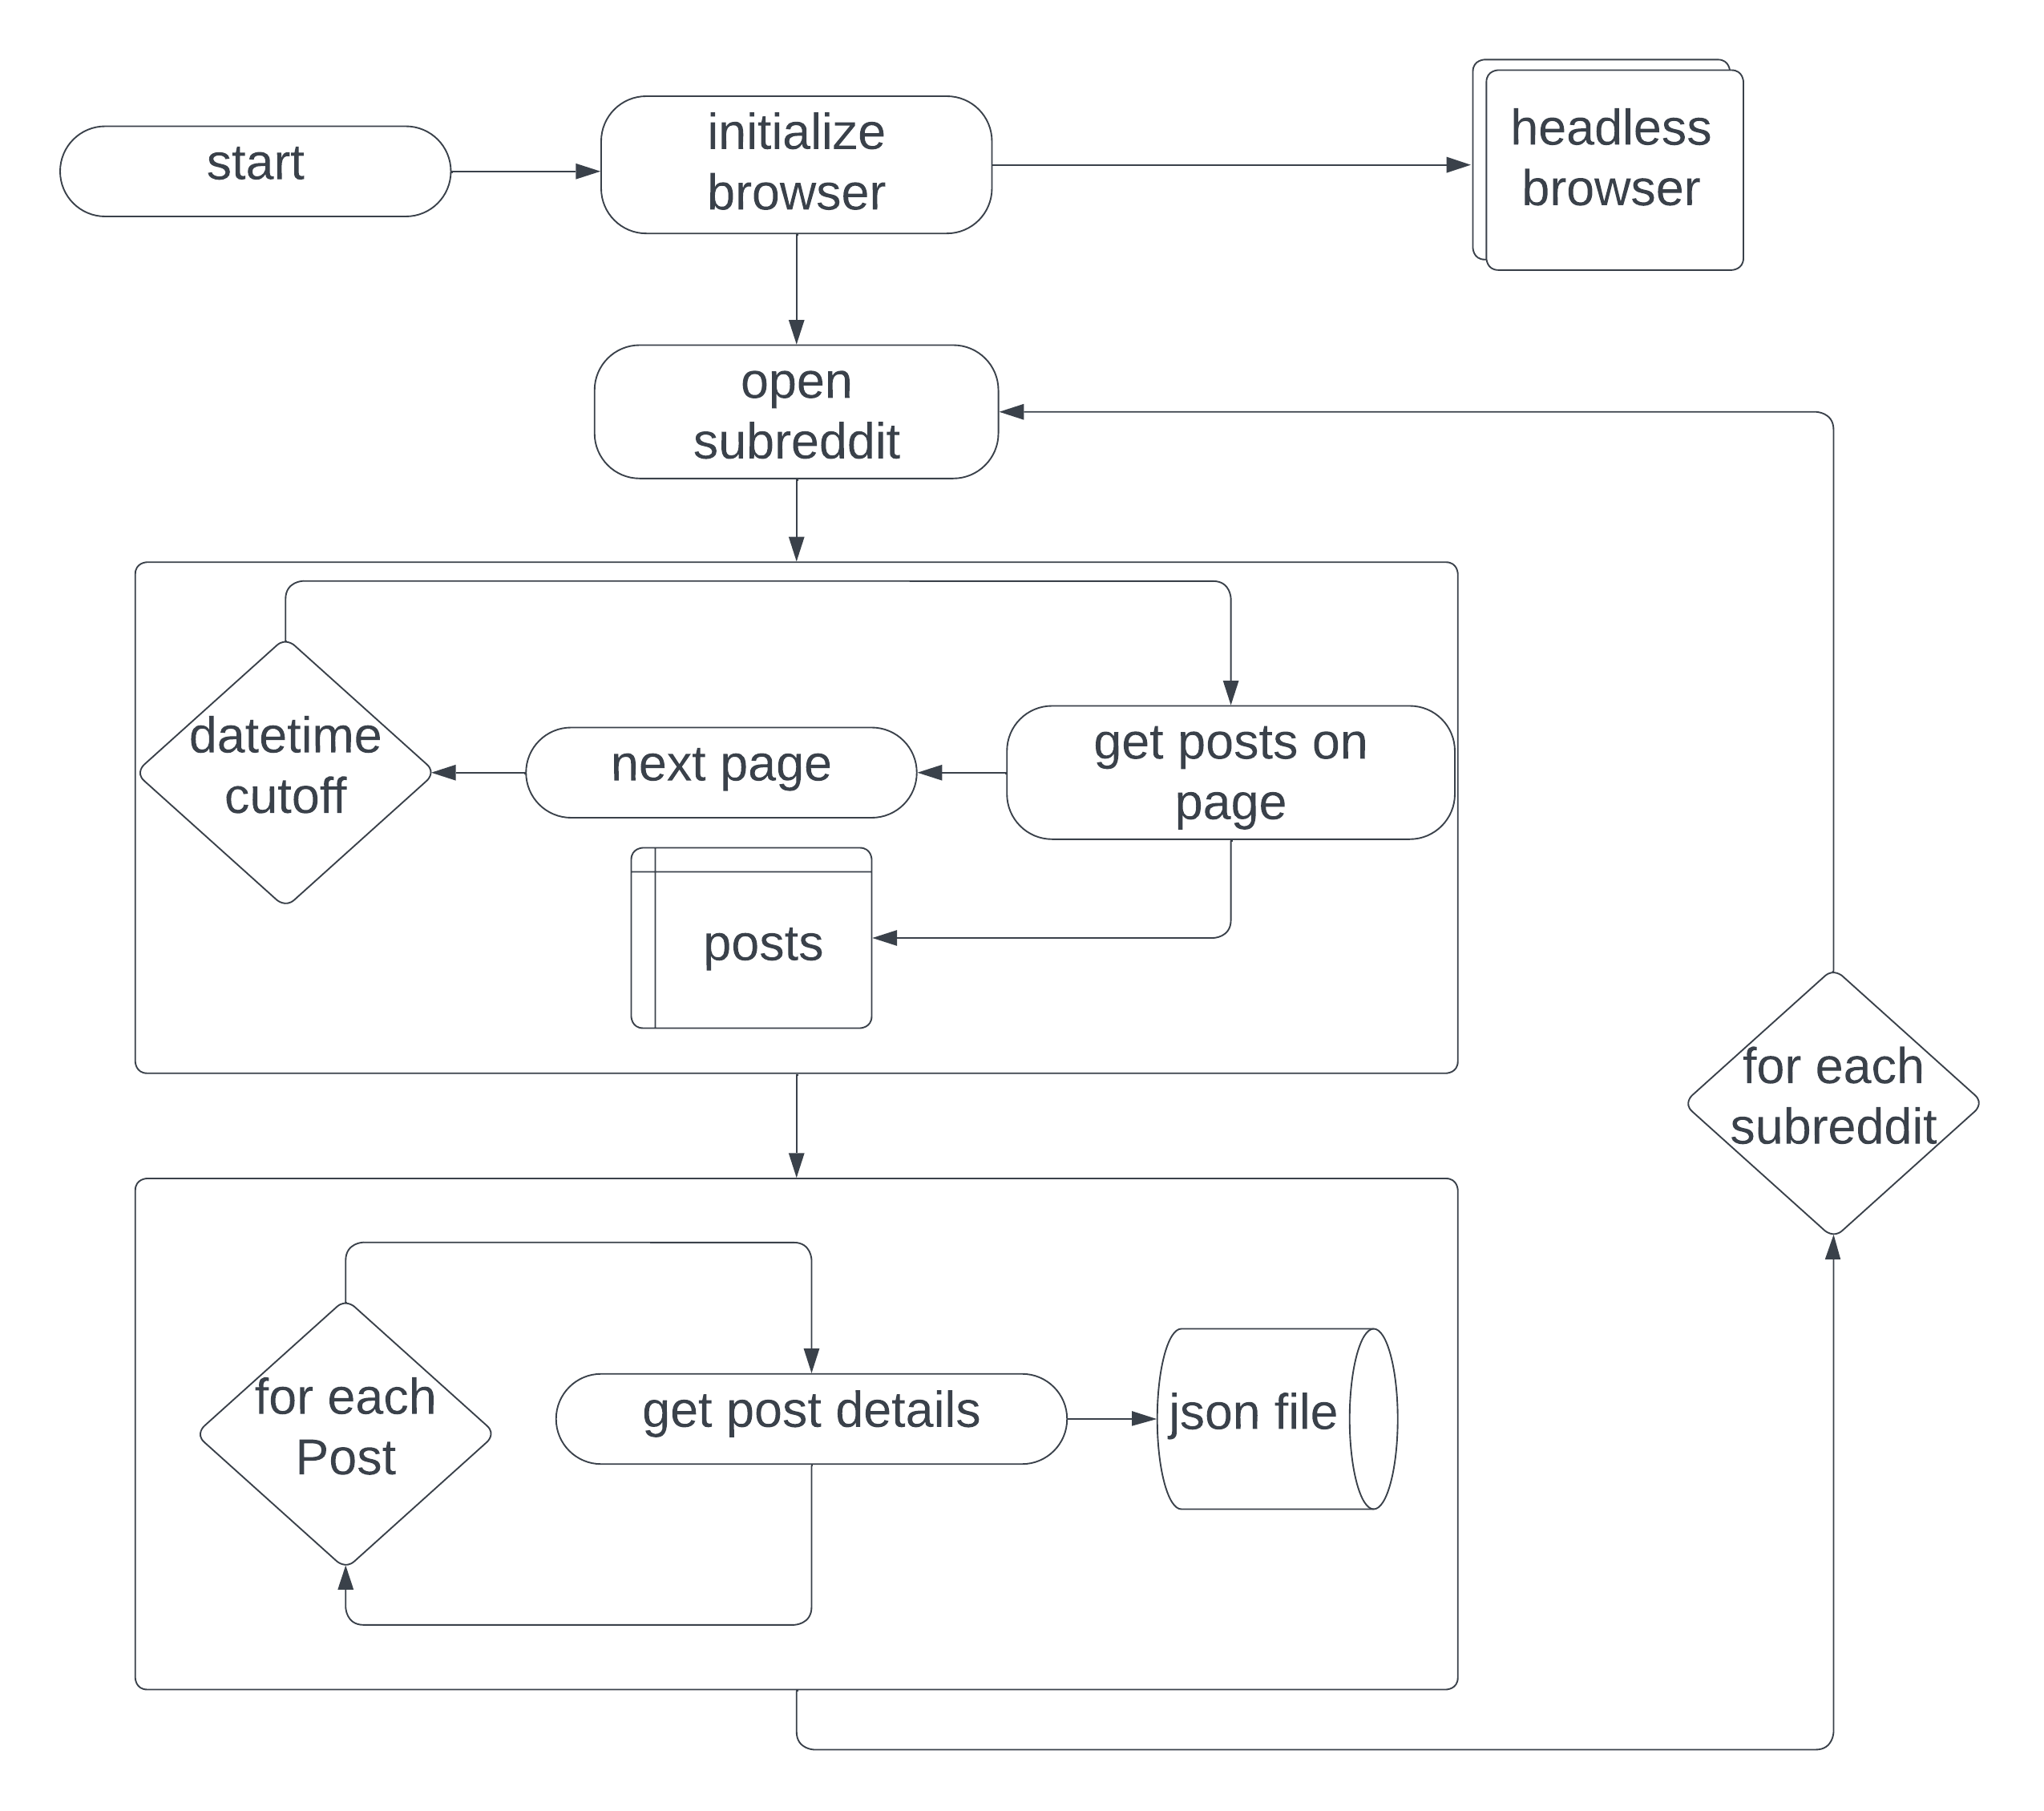 start
initialize
browser
headless
browser
open
subreddit
datetime
cutoff
next page
get posts on
page
posts
for each
subreddit
for each
Post
get post details
json file